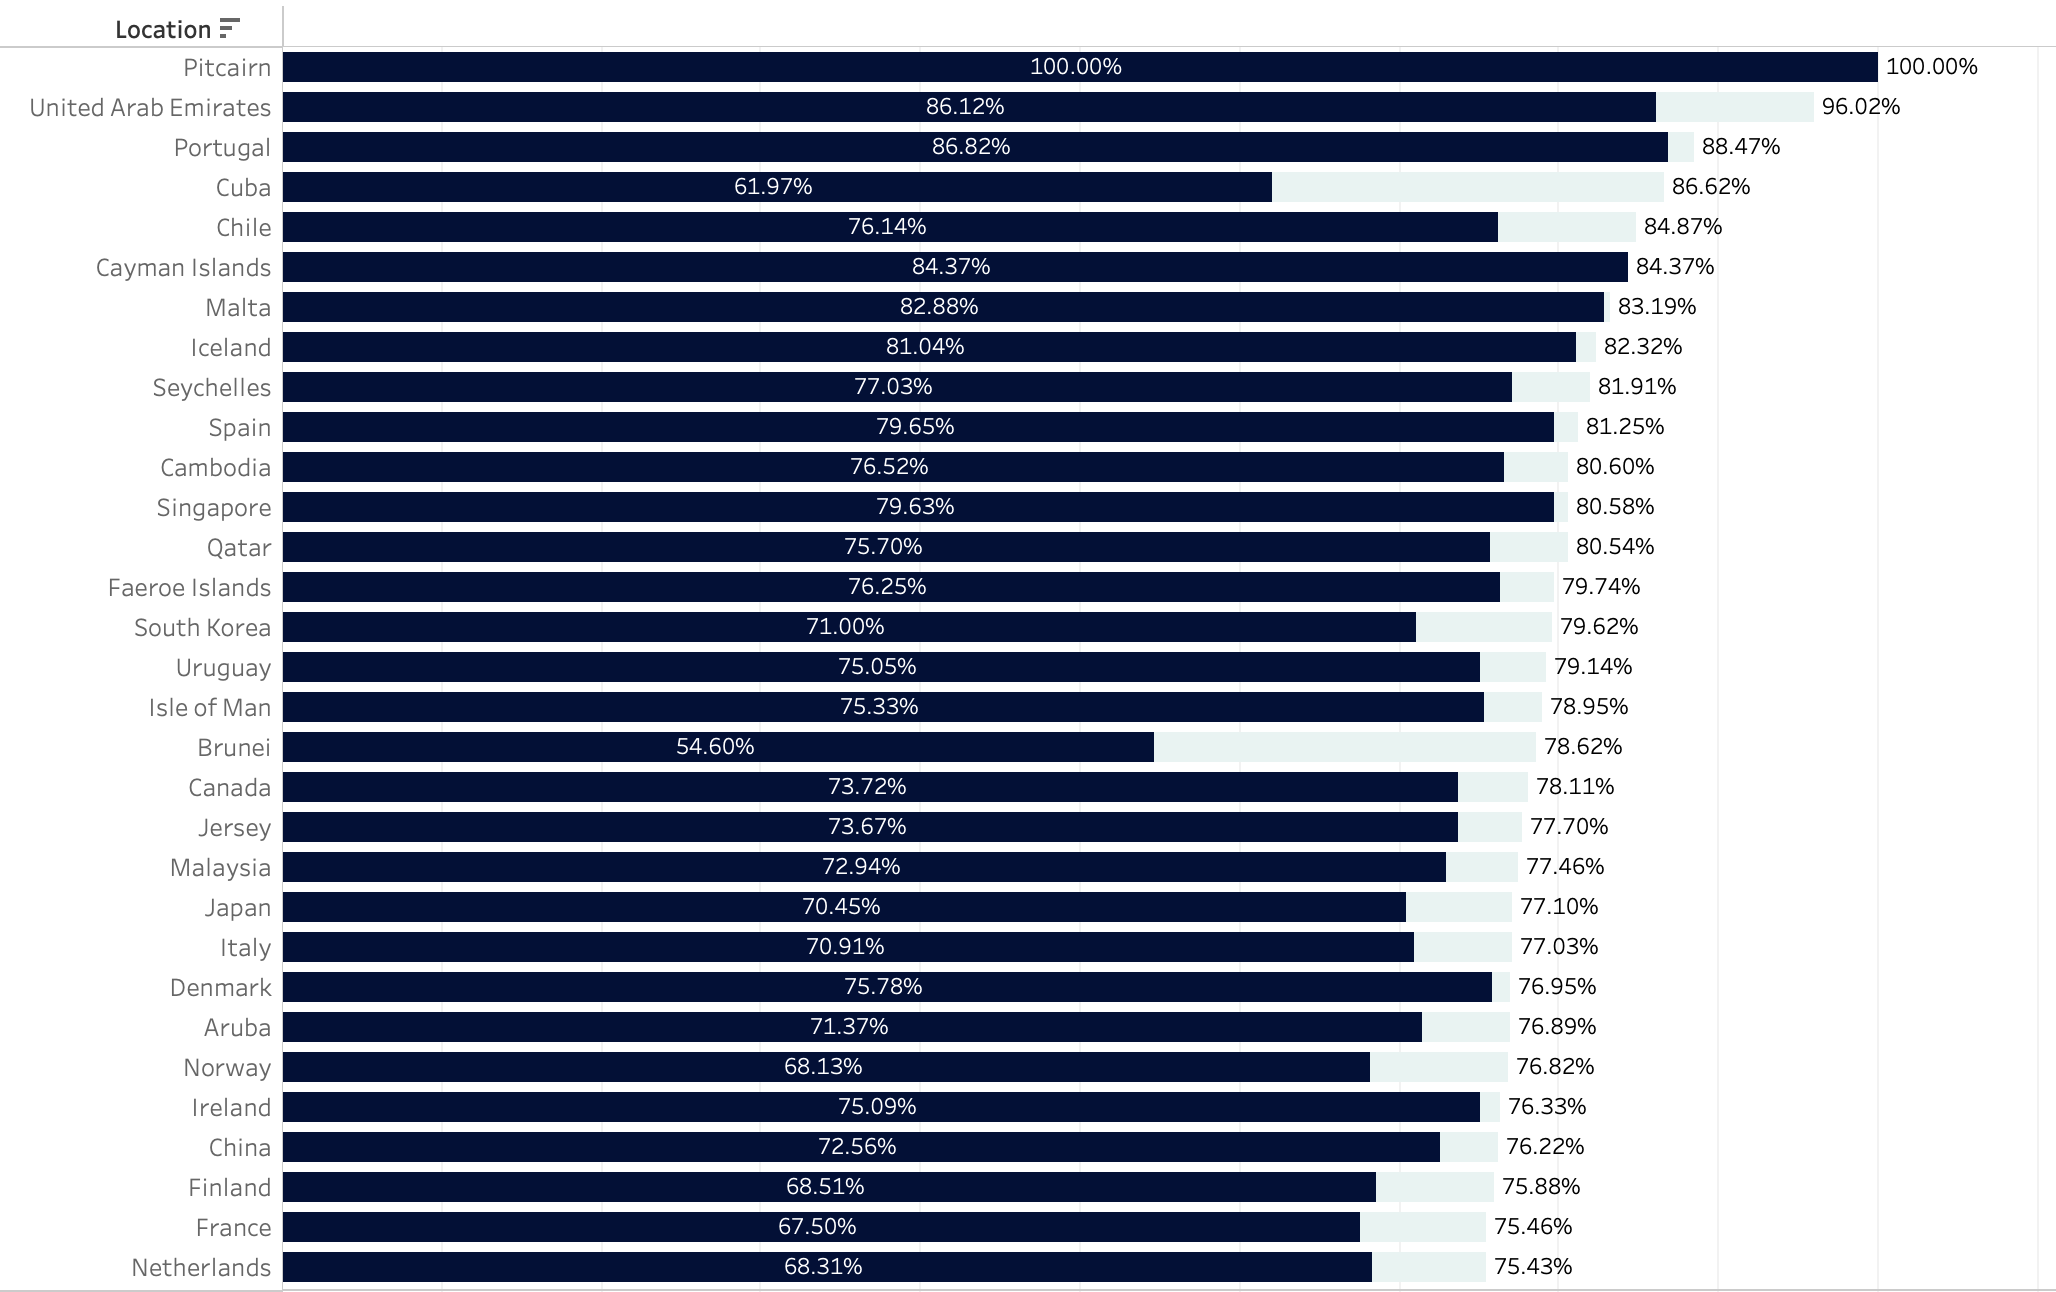 Location
Pitcairn 100.00% 100.00%
United Arab Emirates 86.12% 96.02%
Portugal 86.82% 88.47%
Cuba 61.97% 86.62%
Chile 76.14% 84.87%
Cayman Islands 84.37% 84.37%
Malta 82.88% 83.19%
Iceland 81.04% 82.32%
Seychelles 77.03% 81.91%
Spain 79.65% 81.25%
Cambodia 76.52% 80.60%
Singapore 79.63% 80.58%
Qatar 75.70% 80.54%
Faeroe Islands 76.25% 79.74%
South Korea 71.00% 79.62%
Uruguay 75.05% 79.14%
Isle of Man 75.33% 78.95%
Brunei 54.60% 78.62%
Canada 73.72% 78.11%
Jersey 73.67% 77.70%
Malaysia 72.94% 77.46%
Japan 70.45% 77.10%
Italy 70.91% 77.03%
Denmark 75.78% 76.95%
Aruba 71.37% 76.89%
Norway 68.13% 76.82%
Ireland 75.09% 76.33%
China 72.56% 76.22%
Finland 68.51% 75.88%
France 67.50% 75.46%
Netherlands 68.31% 75.43%